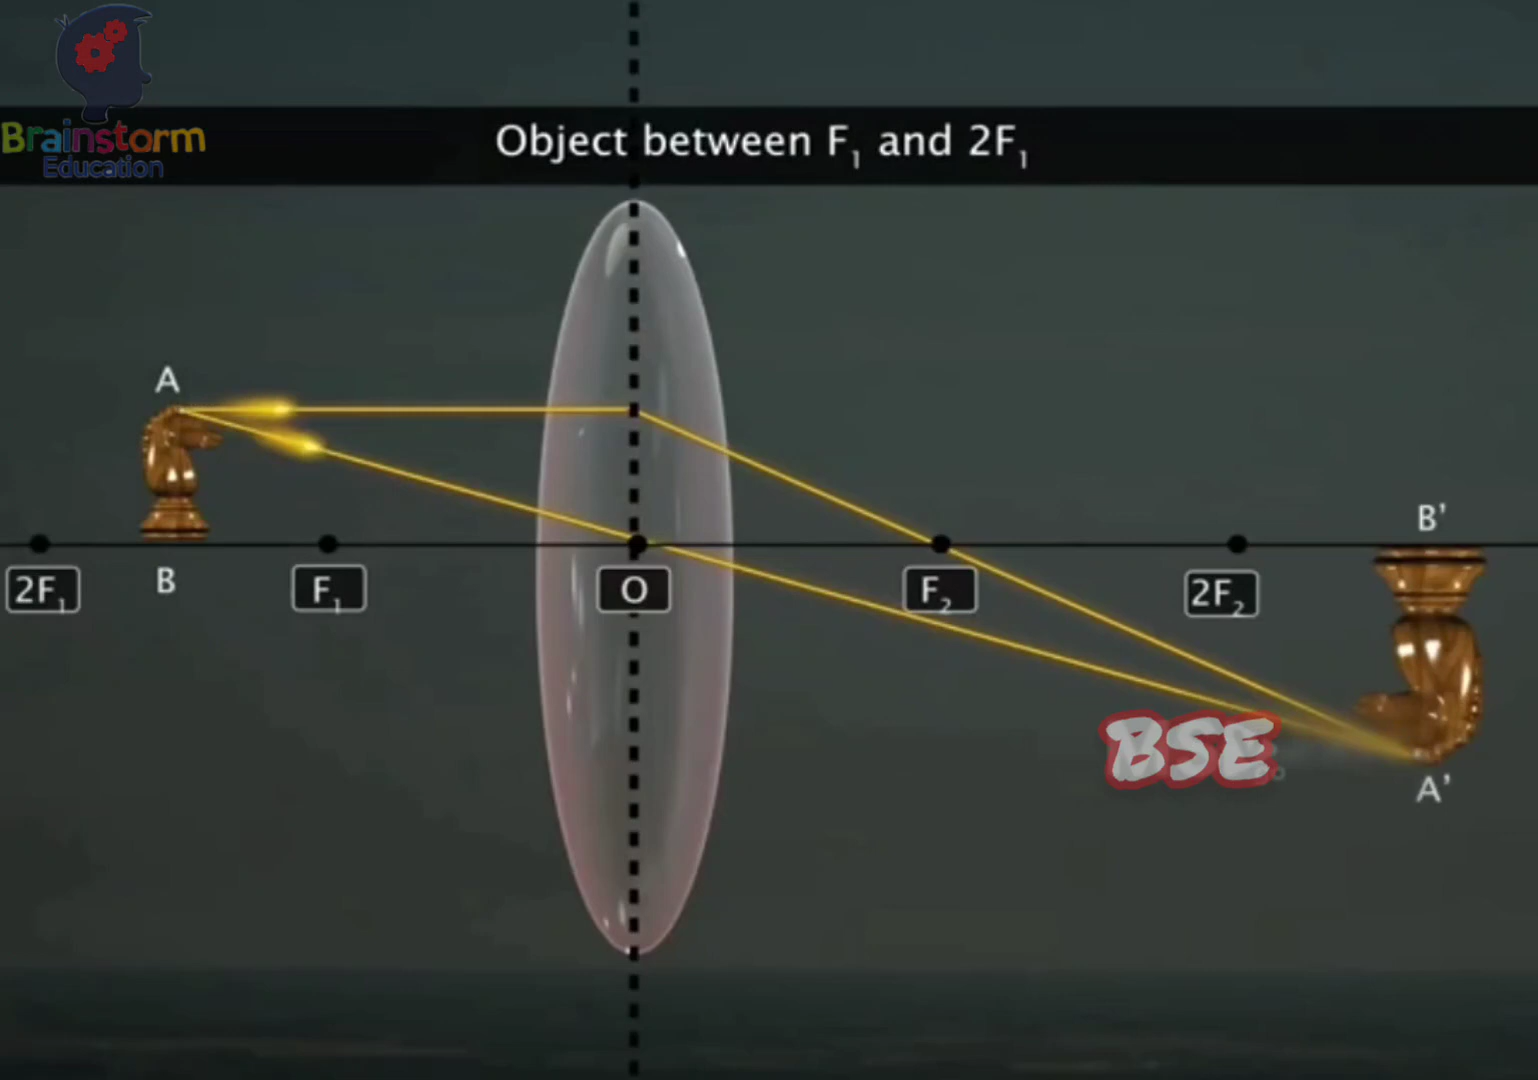 Brainstorm
Education
Object between F₁ and 2F₁
A
B'
2F₁
B
F₁
O
F₂
2F₂
BSE
A'